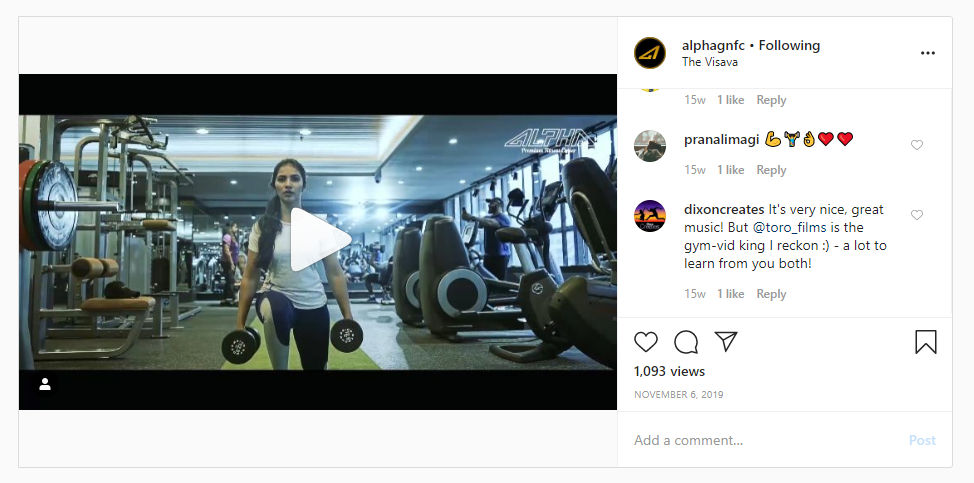 ALPHA
Premium Fitness Center
alphagnfc • Following
The Visava
15w 1 like Reply
pranalimagi 💪🏋️👌❤️❤️
15w 1 like Reply
dixoncreates It's very nice, great
music! But @toro_films is the
gym-vid king I reckon :) - a lot to
learn from you both!
15w 1 like Reply
1,093 views
NOVEMBER 6, 2019
Add a comment...
Post